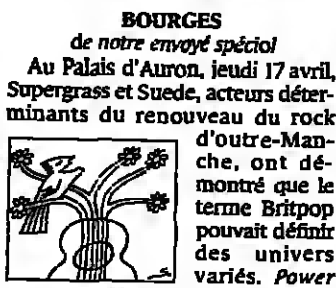 BOURGES
de notre envoyé spécial
Au Palais d'Auron, jeudi 17 avril,
Supergrass et Suede, acteurs déter-
minants du renouveau du rock
d'outre-Man-
che, ont dé-
montré que le
terme Britpop
pouvait définir
des univers
variés. Power